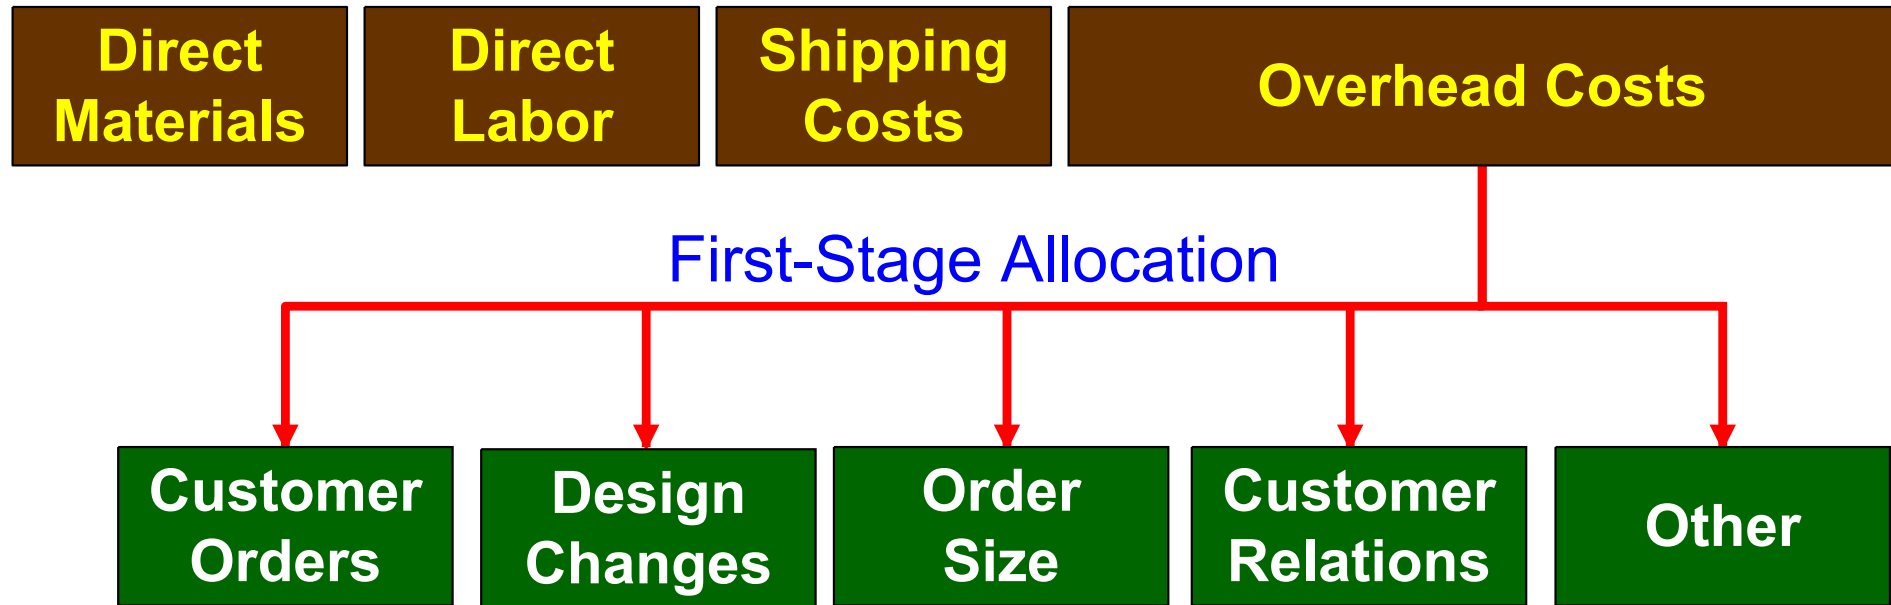 Direct
Materials
Direct
Labor
Shipping
Costs
Overhead Costs
First-Stage Allocation
Customer
Orders
Design
Changes
Order
Size
Customer
Relations
Other